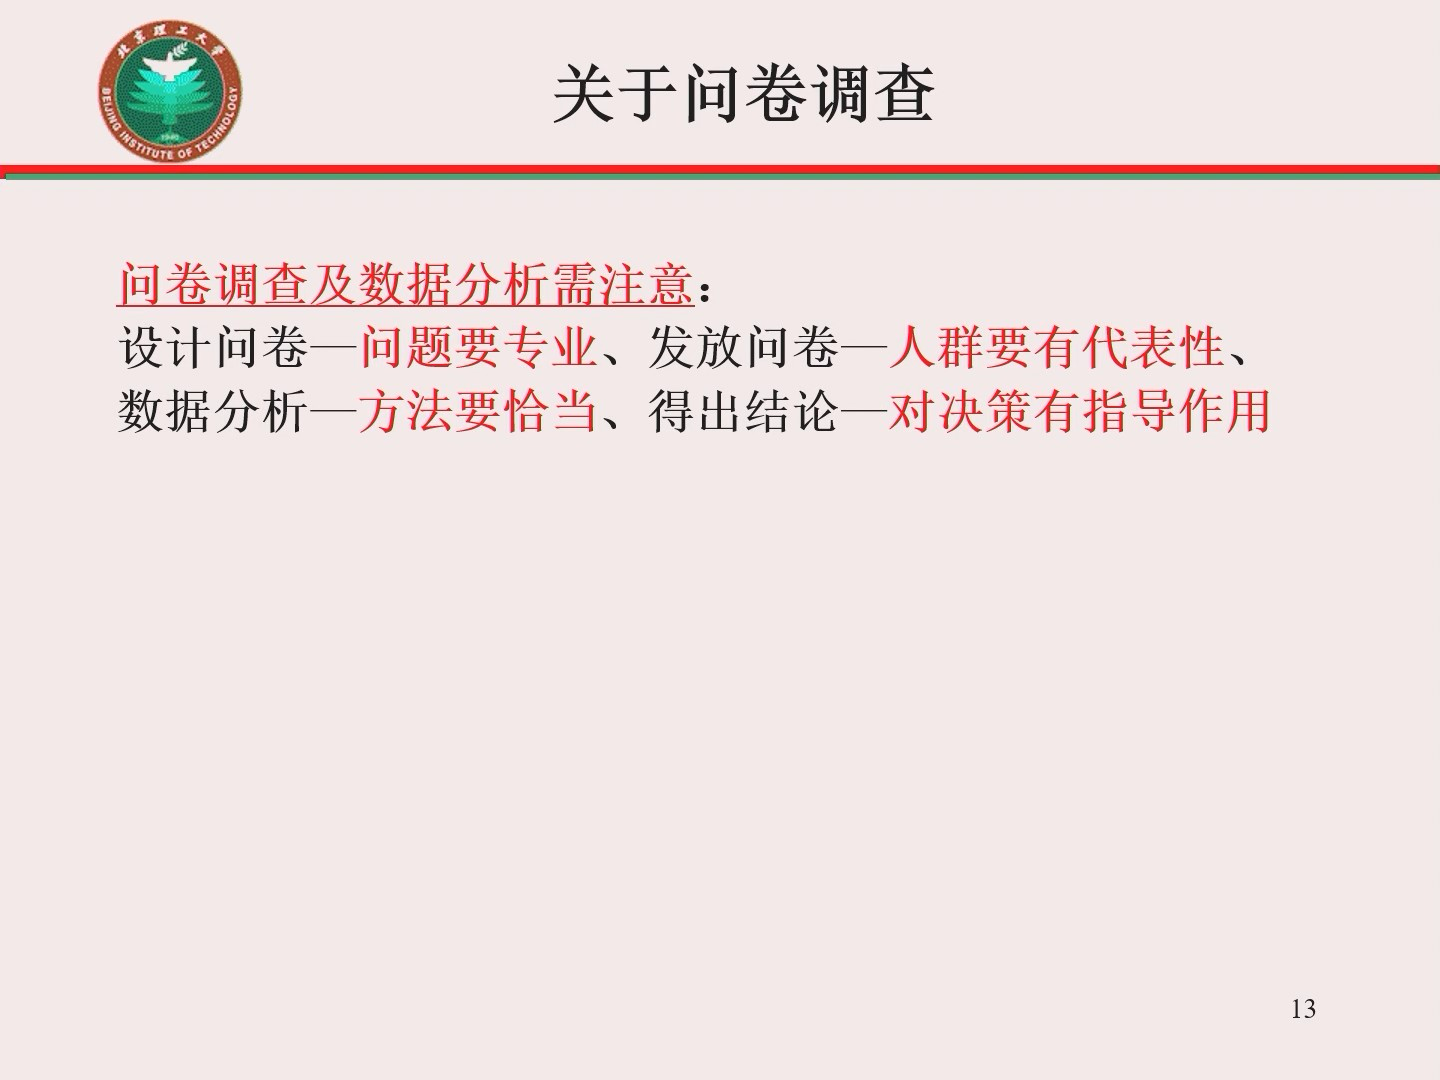 北京理工大学
BEIJING INSTITUTE OF TECHNOLOGY
1940
关于问卷调查
问卷调查及数据分析需注意：
设计问卷—问题要专业、发放问卷—人群要有代表性、
数据分析—方法要恰当、得出结论—对决策有指导作用
13